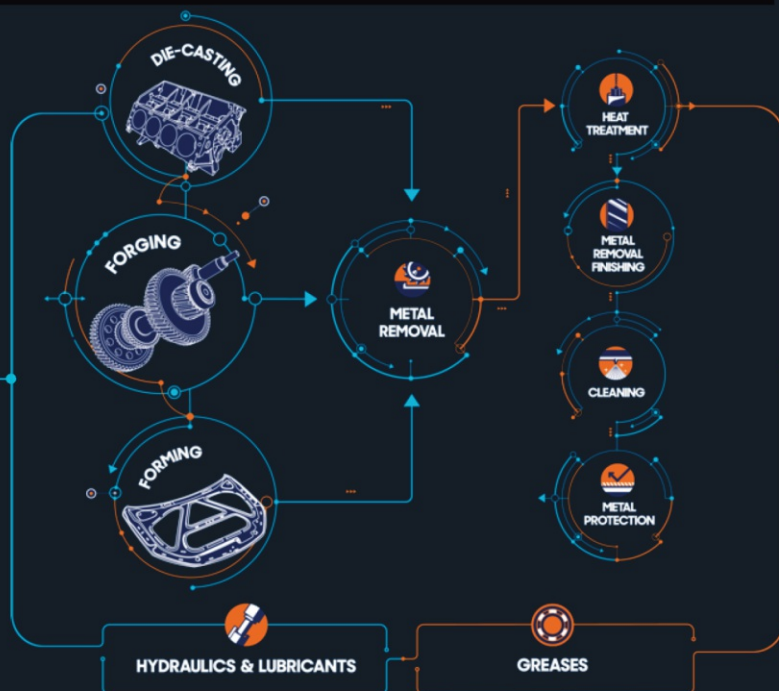 DIE-CASTING
FORGING
FORMING
METAL
REMOVAL
HEAT
TREATMENT
METAL
REMOVAL
FINISHING
CLEANING
METAL
PROTECTION
HYDRAULICS & LUBRICANTS
GREASES